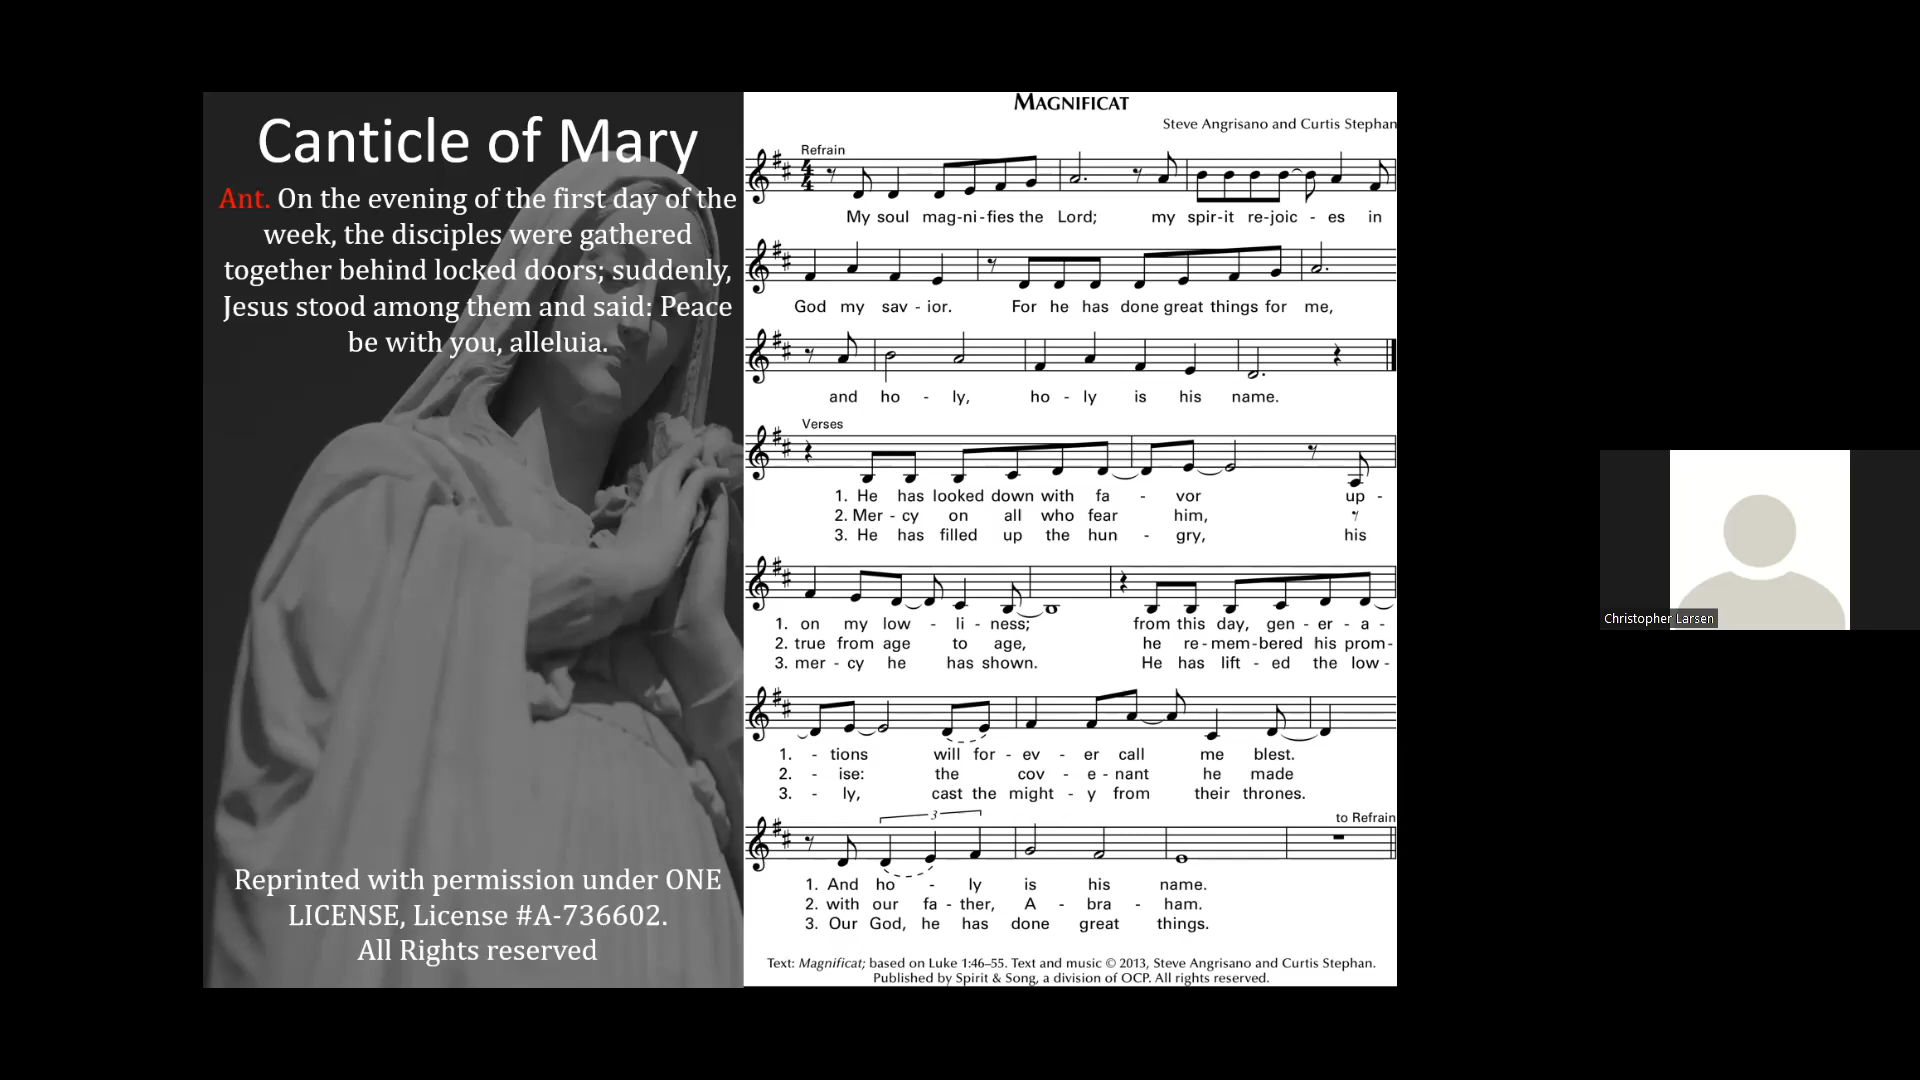 Canticle of Mary
Ant. On the evening of the first day of the
week, the disciples were gathered
together behind locked doors; suddenly,
Jesus stood among them and said: Peace
be with you, alleluia.
Reprinted with permission under ONE
LICENSE, License #A-736602.
All Rights reserved
MAGNIFICAT
Steve Angrisano and Curtis Stephan
Refrain
My soul mag-ni-fies the Lord; my spir-it re-joic - es in
God my sav - ior. For he has done great things for me,
and ho - ly, ho - ly is his name.
Verses
1. He has looked down with fa - vor up -
2. Mer - cy on all who fear him,
3. He has filled up the hun - gry, his
1. on my low - li - ness; from this day, gen - er - a -
2. true from age to age, he re - mem-bered his prom-
3. mer - cy he has shown. He has lift - ed the low -
1. - tions will for - ev - er call me blest.
2. - ise: the cov - e - nant he made
3. - ly, cast the might - y from their thrones.
3
to Refrain
1. And ho - ly is his name.
2. with our fa - ther, A - bra - ham.
3. Our God, he has done great things.
Text: Magnificat; based on Luke 1:46–55. Text and music © 2013, Steve Angrisano and Curtis Stephan.
Published by Spirit & Song, a division of OCP. All rights reserved.
Christopher Larsen